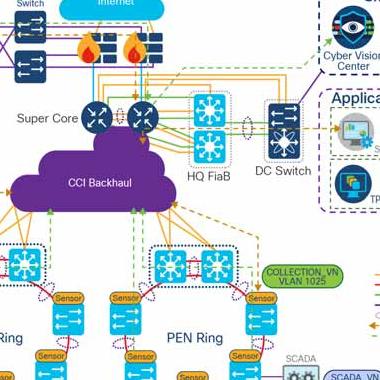 Switch
Internet
Cyber Vision
Center
Super Core
Applica
S
TP
CCI Backhaul
HQ FiaB
DC Switch
COLLECTION_VN
VLAN 1025
Sensor
Sensor
Sensor
Ring
PEN Ring
Sensor
Sensor
SCADA
SCADA_VN